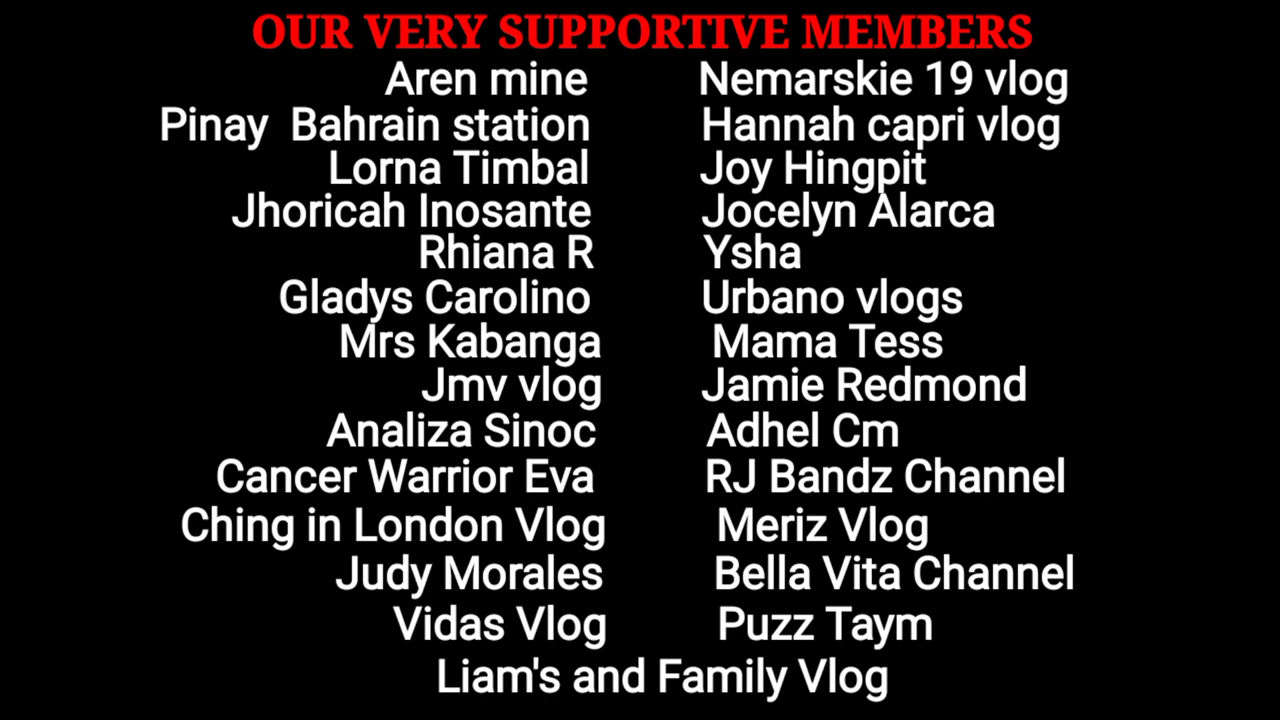 OUR VERY SUPPORTIVE MEMBERS
Aren mine Nemarskie 19 vlog
Pinay Bahrain station Hannah capri vlog
Lorna Timbal Joy Hingpit
Jhoricah Inosante Jocelyn Alarca
Rhiana R Ysha
Gladys Carolino Urbano vlogs
Mrs Kabanga Mama Tess
Jmv vlog Jamie Redmond
Analiza Sinoc Adhel Cm
Cancer Warrior Eva RJ Bandz Channel
Ching in London Vlog Meriz Vlog
Judy Morales Bella Vita Channel
Vidas Vlog Puzz Taym
Liam's and Family Vlog